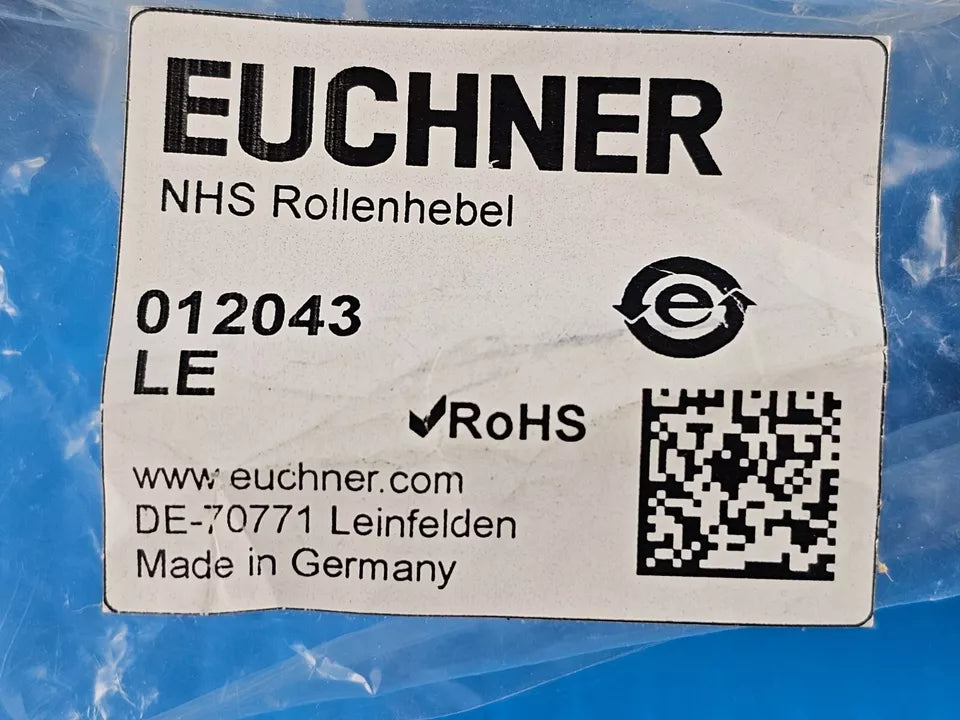 EUCHNER
NHS Rollenhebel
012043
LE
e
✓RoHS
www.euchner.com
DE-70771 Leinfelden
Made in Germany